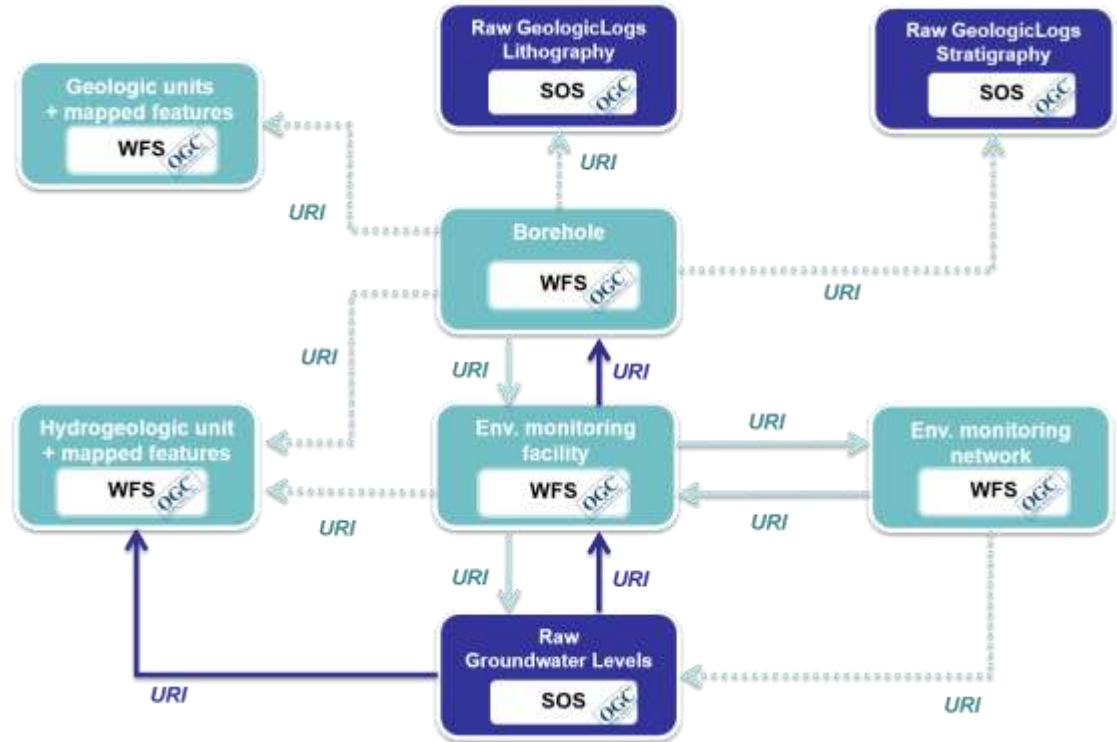 Raw GeologicLogs
Lithography
SOS
OGC
Raw GeologicLogs
Stratigraphy
SOS
OGC
Geologic units
+ mapped features
WFS
OGC
URI
URI
URI
Borehole
WFS
OGC
URI
URI
URI
URI
Hydrogeologic unit
+ mapped features
WFS
OGC
Env. monitoring
facility
WFS
OGC
URI
Env. monitoring
network
WFS
OGC
URI
URI
URI
URI
Raw
Groundwater Levels
SOS
OGC
URI
URI